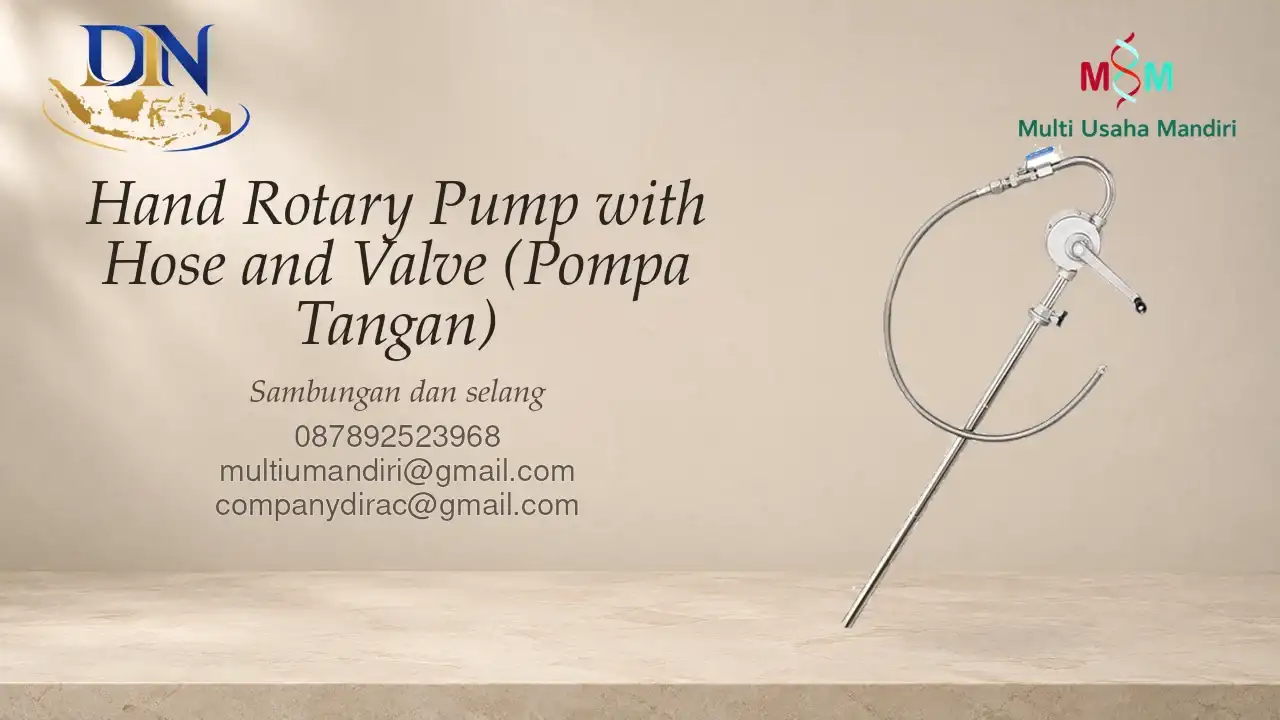 DN
M M
Multi Usaha Mandiri
Hand Rotary Pump with
Hose and Valve (Pompa
Tangan)
Sambungan dan selang
087892523968
multiumandiri@gmail.com
companydirac@gmail.com